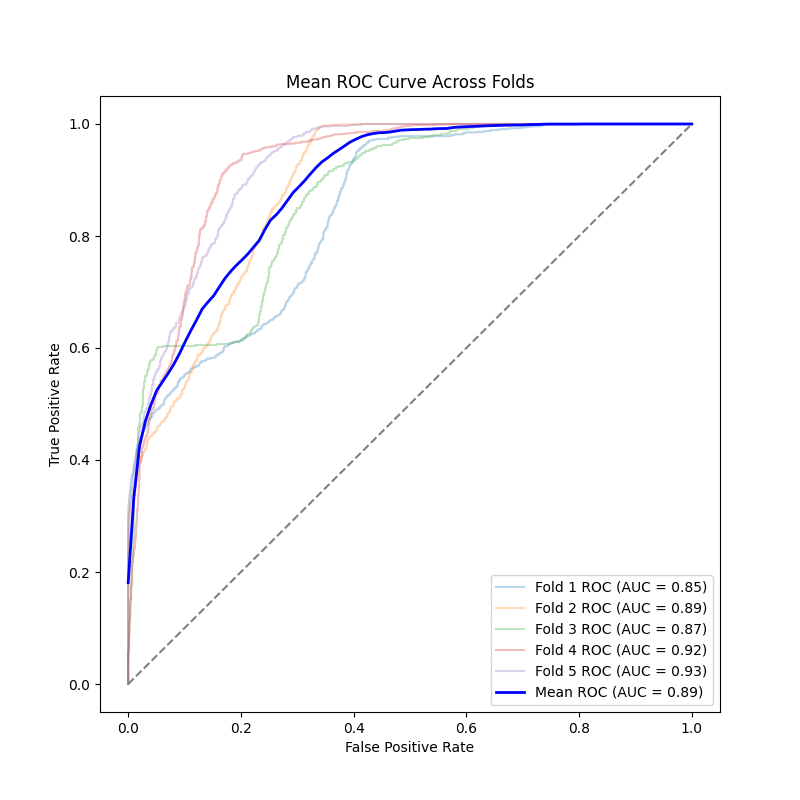 Mean ROC Curve Across Folds
True Positive Rate
1.0
0.8
0.6
0.4
0.2
0.0
Fold 1 ROC (AUC = 0.85)
Fold 2 ROC (AUC = 0.89)
Fold 3 ROC (AUC = 0.87)
Fold 4 ROC (AUC = 0.92)
Fold 5 ROC (AUC = 0.93)
Mean ROC (AUC = 0.89)
0.0 0.2 0.4 0.6 0.8 1.0
False Positive Rate